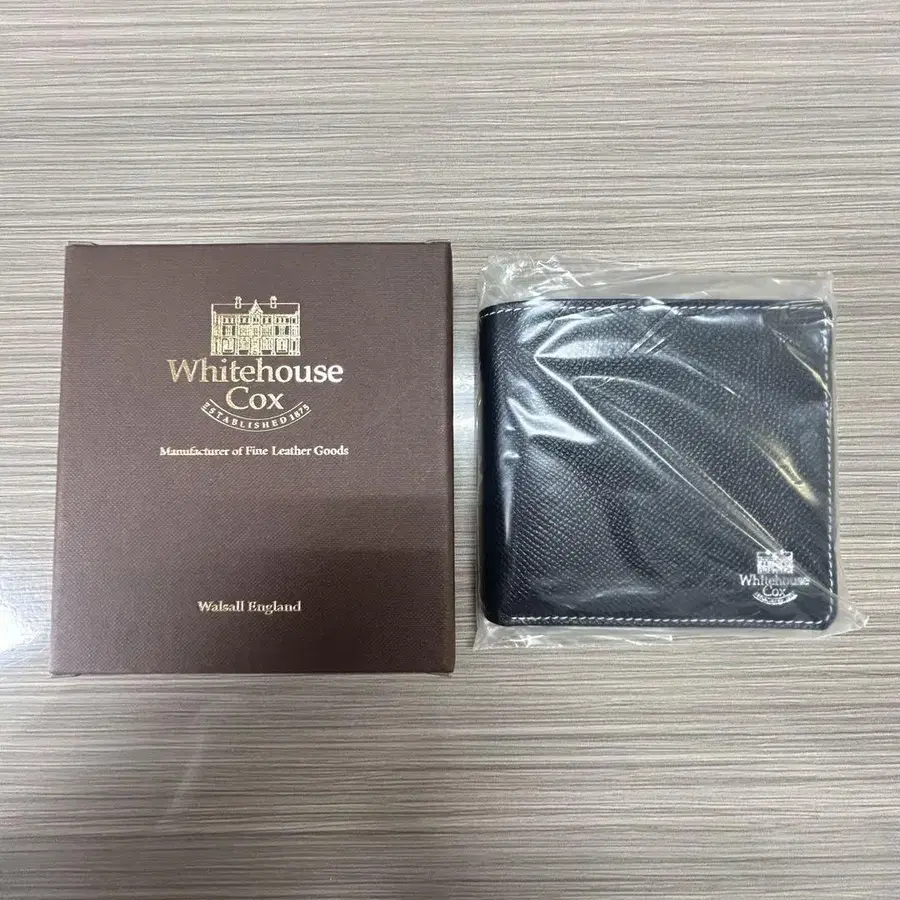 Whitehouse
Cox
ESTABLISHED 1875
Manufacturer of Fine Leather Goods
Walsall England
Whitehouse
Cox